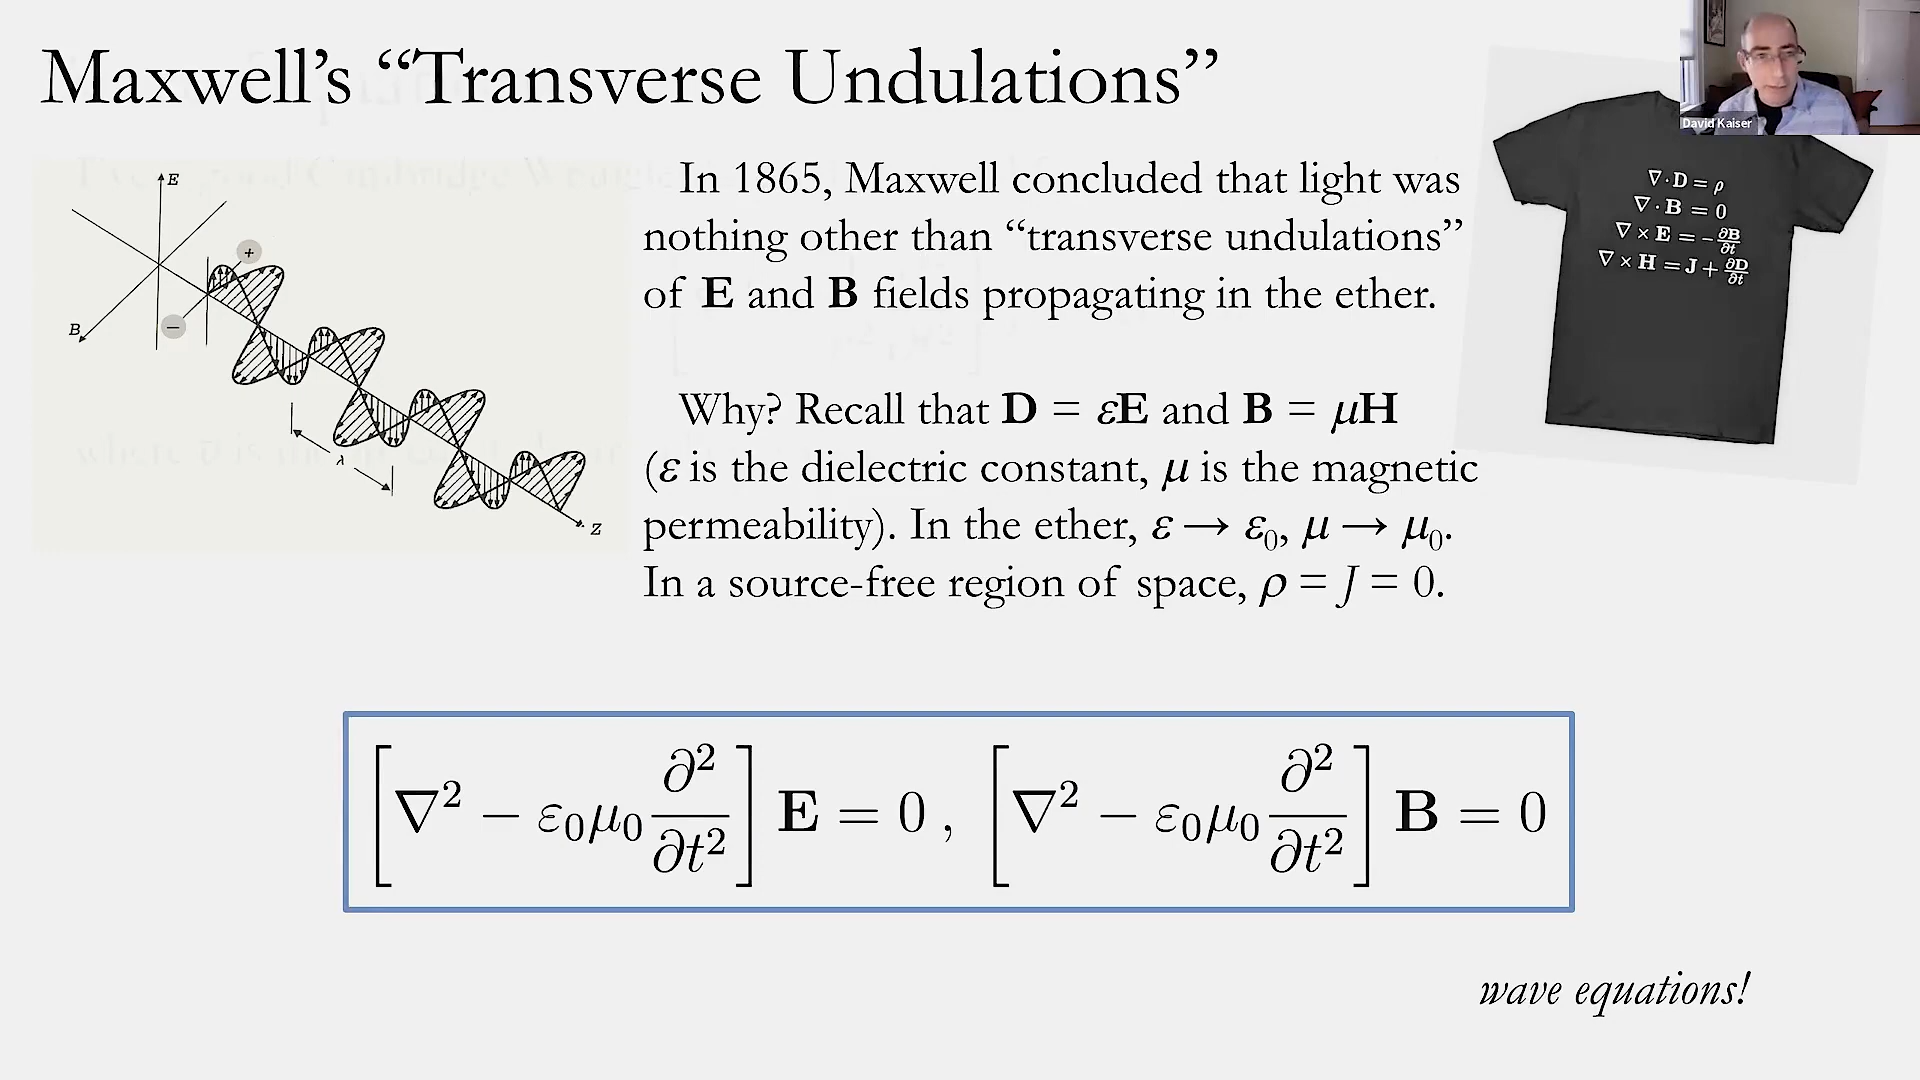 Maxwell’s “Transverse Undulations”
David Kaiser
E
+
−
B
λ
Z
In 1865, Maxwell concluded that light was
nothing other than “transverse undulations”
of E and B fields propagating in the ether.
Why? Recall that D = εE and B = μH
(ε is the dielectric constant, μ is the magnetic
permeability). In the ether, ε → ε₀, μ → μ₀.
In a source-free region of space, ρ = J = 0.
∇·D = ρ
∇·B = 0
∇×E = −∂B/∂t
∇×H = J + ∂D/∂t
[∇² − ε₀μ₀ ∂²/∂t²] E = 0 , [∇² − ε₀μ₀ ∂²/∂t²] B = 0
wave equations!